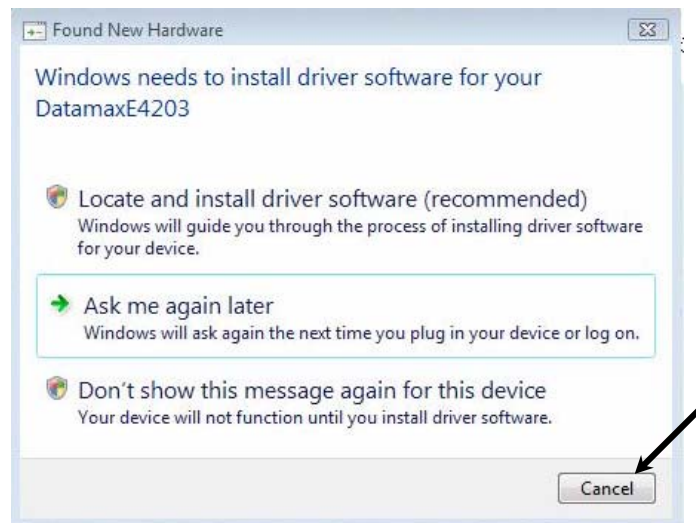 Found New Hardware
Windows needs to install driver software for your
DatamaxE4203
Locate and install driver software (recommended)
Windows will guide you through the process of installing driver software
for your device.
Ask me again later
Windows will ask again the next time you plug in your device or log on.
Don't show this message again for this device
Your device will not function until you install driver software.
Cancel